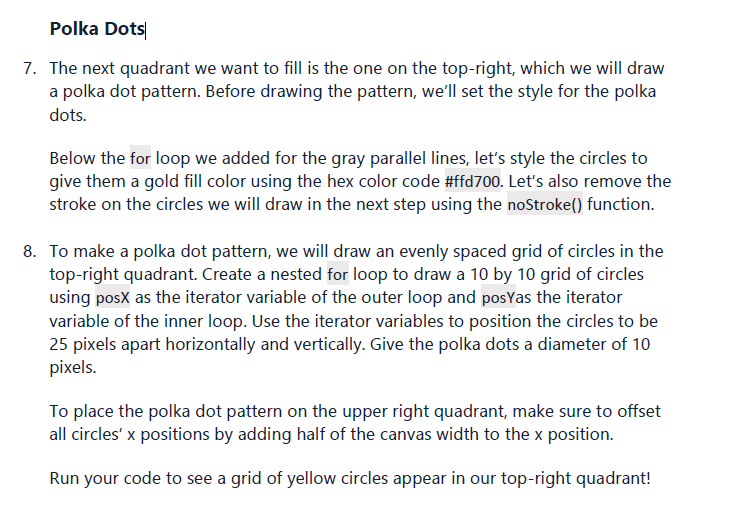 Polka Dots
7. The next quadrant we want to fill is the one on the top-right, which we will draw
a polka dot pattern. Before drawing the pattern, we’ll set the style for the polka
dots.
Below the for loop we added for the gray parallel lines, let’s style the circles to
give them a gold fill color using the hex color code #ffd700. Let’s also remove the
stroke on the circles we will draw in the next step using the noStroke() function.
8. To make a polka dot pattern, we will draw an evenly spaced grid of circles in the
top-right quadrant. Create a nested for loop to draw a 10 by 10 grid of circles
using posX as the iterator variable of the outer loop and posYas the iterator
variable of the inner loop. Use the iterator variables to position the circles to be
25 pixels apart horizontally and vertically. Give the polka dots a diameter of 10
pixels.
To place the polka dot pattern on the upper right quadrant, make sure to offset
all circles’ x positions by adding half of the canvas width to the x position.
Run your code to see a grid of yellow circles appear in our top-right quadrant!